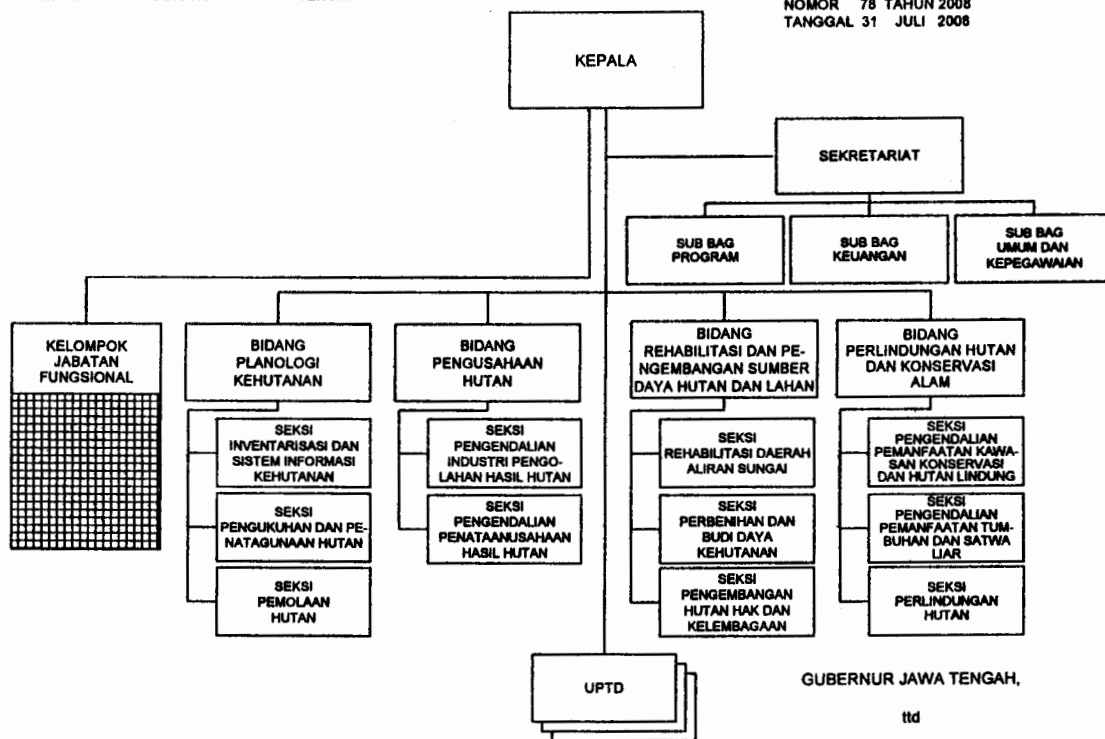 NOMOR 78 TAHUN 2008
TANGGAL 31 JULI 2008
KEPALA
SEKRETARIAT
SUB BAG
PROGRAM
SUB BAG
KEUANGAN
SUB BAG
UMUM DAN
KEPEGAWAIAN
KELOMPOK
JABATAN
FUNGSIONAL
BIDANG
PLANOLOGI
KEHUTANAN
BIDANG
PENGUSAHAAN
HUTAN
BIDANG
REHABILITASI DAN PE-
NGEMBANGAN SUMBER
DAYA HUTAN DAN LAHAN
BIDANG
PERLINDUNGAN HUTAN
DAN KONSERVASI
ALAM
SEKSI
INVENTARISASI DAN
SISTEM INFORMASI
KEHUTANAN
SEKSI
PENGENDALIAN
INDUSTRI PENGO-
LAHAN HASIL HUTAN
SEKSI
REHABILITASI DAERAH
ALIRAN SUNGAI
SEKSI
PENGENDALIAN
PEMANFAATAN KAWA-
SAN KONSERVASI
DAN HUTAN LINDUNG
SEKSI
PENGUKUHAN DAN PE-
NATAGUNAAN HUTAN
SEKSI
PENGENDALIAN
PENATAANUSAHAAN
HASIL HUTAN
SEKSI
PERBENIHAN DAN
BUDI DAYA
KEHUTANAN
SEKSI
PENGENDALIAN
PEMANFAATAN TUM-
BUHAN DAN SATWA
LIAR
SEKSI
PEMOLAAN
HUTAN
SEKSI
PENGEMBANGAN
HUTAN HAK DAN
KELEMBAGAAN
SEKSI
PERLINDUNGAN
HUTAN
UPTD
GUBERNUR JAWA TENGAH,
ttd